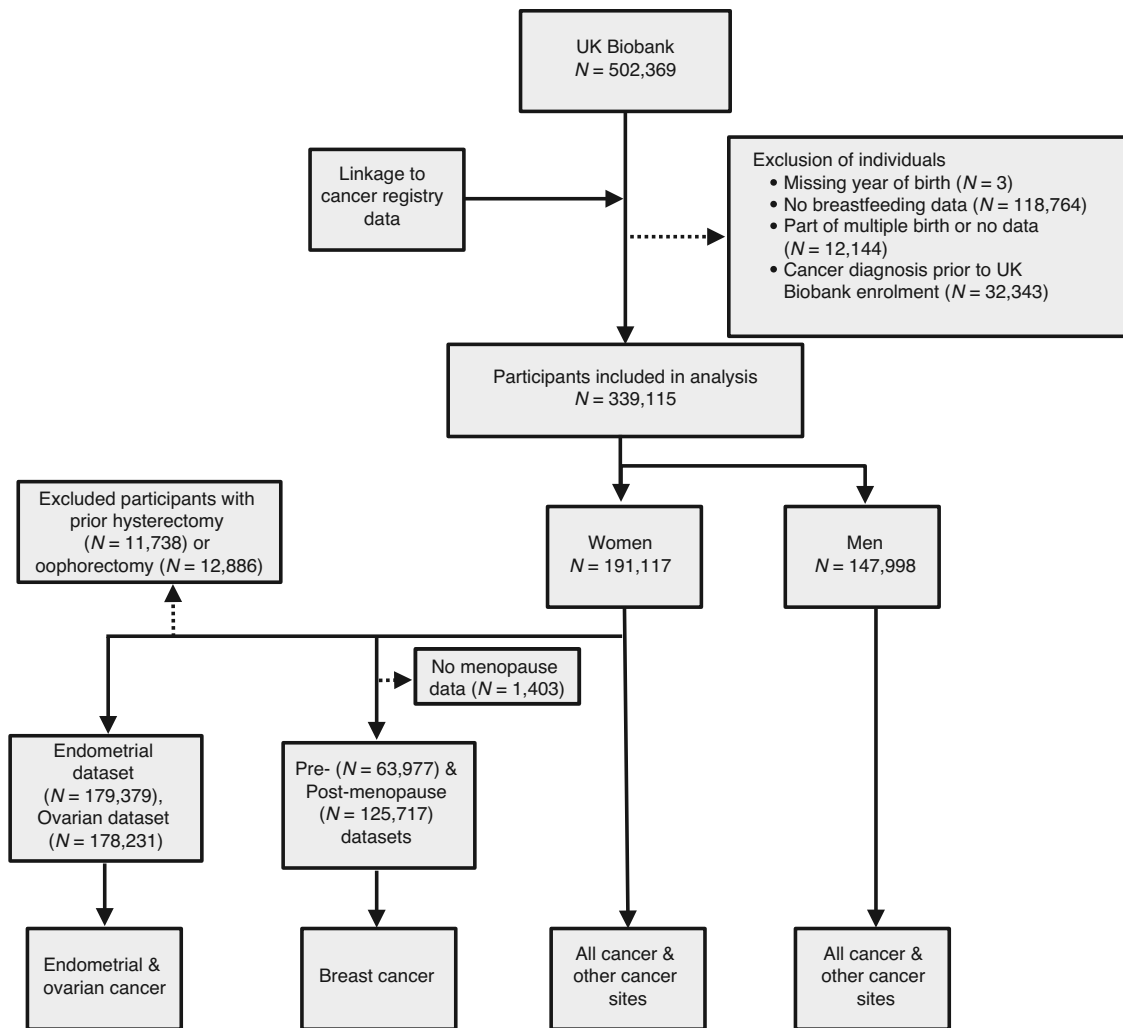 UK Biobank
N = 502,369
Linkage to
cancer registry
data
Exclusion of individuals
• Missing year of birth (N = 3)
• No breastfeeding data (N = 118,764)
• Part of multiple birth or no data
(N = 12,144)
• Cancer diagnosis prior to UK
Biobank enrolment (N = 32,343)
Participants included in analysis
N = 339,115
Excluded participants with
prior hysterectomy
(N = 11,738) or
oophorectomy (N = 12,886)
Women
N = 191,117
Men
N = 147,998
No menopause
data (N = 1,403)
Endometrial
dataset
(N = 179,379),
Ovarian dataset
(N = 178,231)
Pre- (N = 63,977) &
Post-menopause
(N = 125,717)
datasets
Endometrial &
ovarian cancer
Breast cancer
All cancer &
other cancer
sites
All cancer &
other cancer
sites